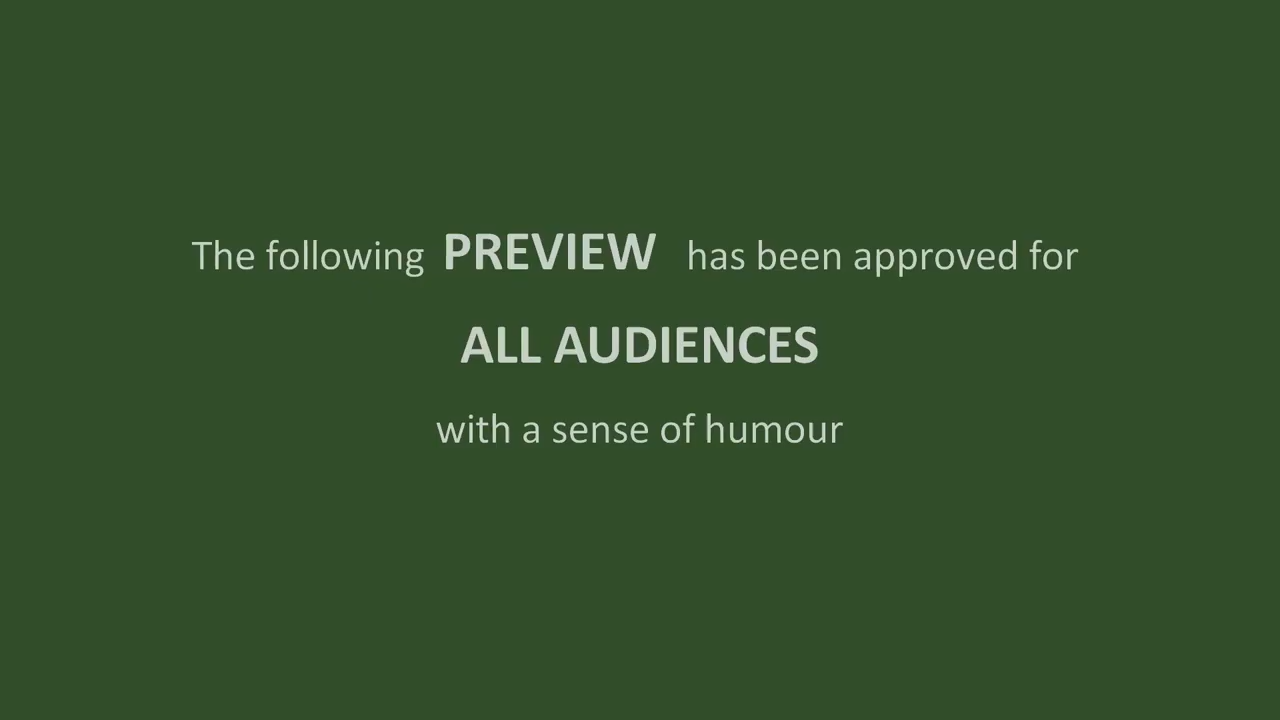 The following PREVIEW has been approved for
ALL AUDIENCES
with a sense of humour